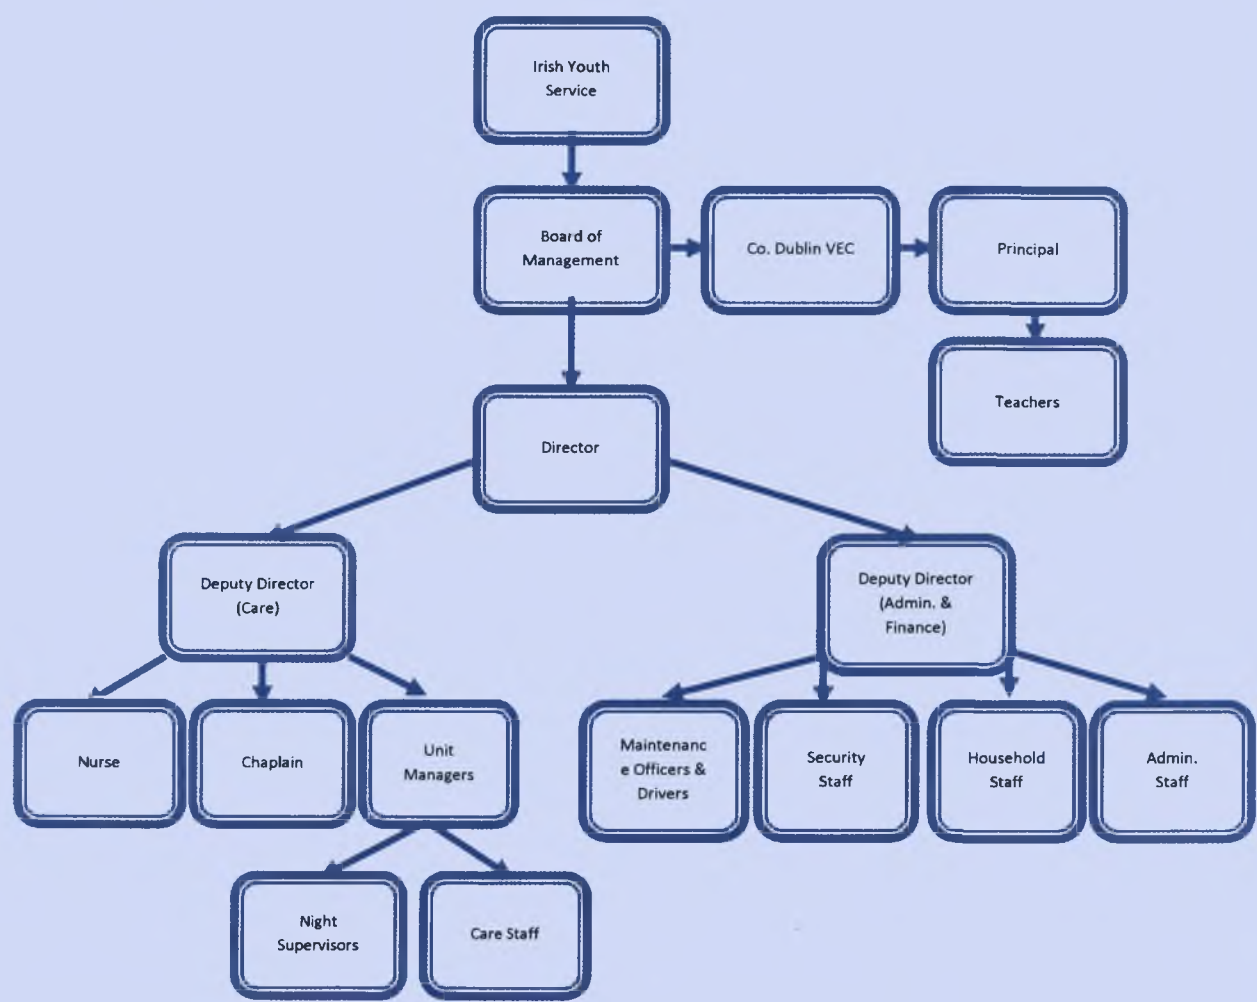 Irish Youth
Service
Board of
Management
Co. Dublin VEC
Principal
Teachers
Director
Deputy Director
(Care)
Deputy Director
(Admin. &
Finance)
Nurse
Chaplain
Unit
Managers
Maintenanc
e Officers &
Drivers
Security
Staff
Household
Staff
Admin.
Staff
Night
Supervisors
Care Staff